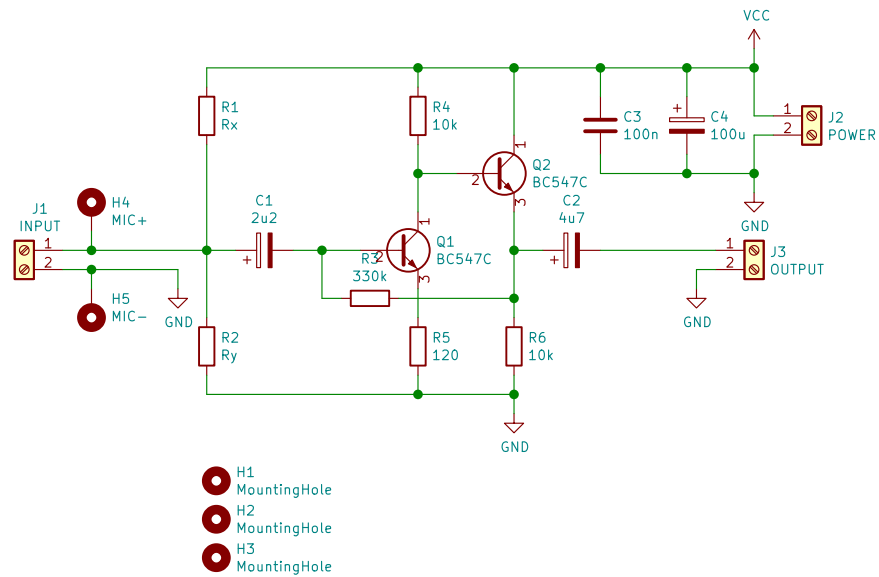 VCC
R1
Rx
R4
10k
C3
100n
+
C4
100u
1
2
J2
POWER
1
2
3
Q2
BC547C
GND
J1
INPUT
1
2
H4
MIC+
H5
MIC-
GND
C1
2u2
+
1
2
3
Q1
BC547C
R3
330k
C2
4u7
+
1
2
J3
OUTPUT
GND
R2
Ry
R5
120
R6
10k
GND
H1
MountingHole
H2
MountingHole
H3
MountingHole